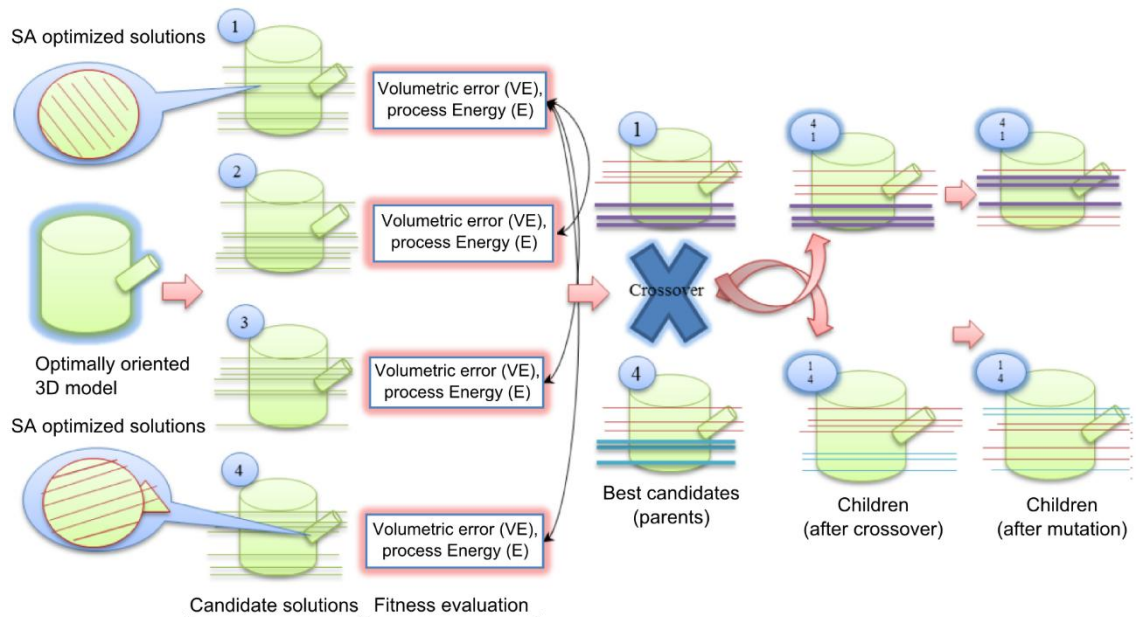 SA optimized solutions
1
Volumetric error (VE),
process Energy (E)
2
Volumetric error (VE),
process Energy (E)
Optimally oriented
3D model
3
Volumetric error (VE),
process Energy (E)
SA optimized solutions
4
Volumetric error (VE),
process Energy (E)
Candidate solutions
Fitness evaluation
1
Crossover
4
Best candidates
(parents)
4
1
1
4
Children
(after crossover)
4
1
1
4
Children
(after mutation)